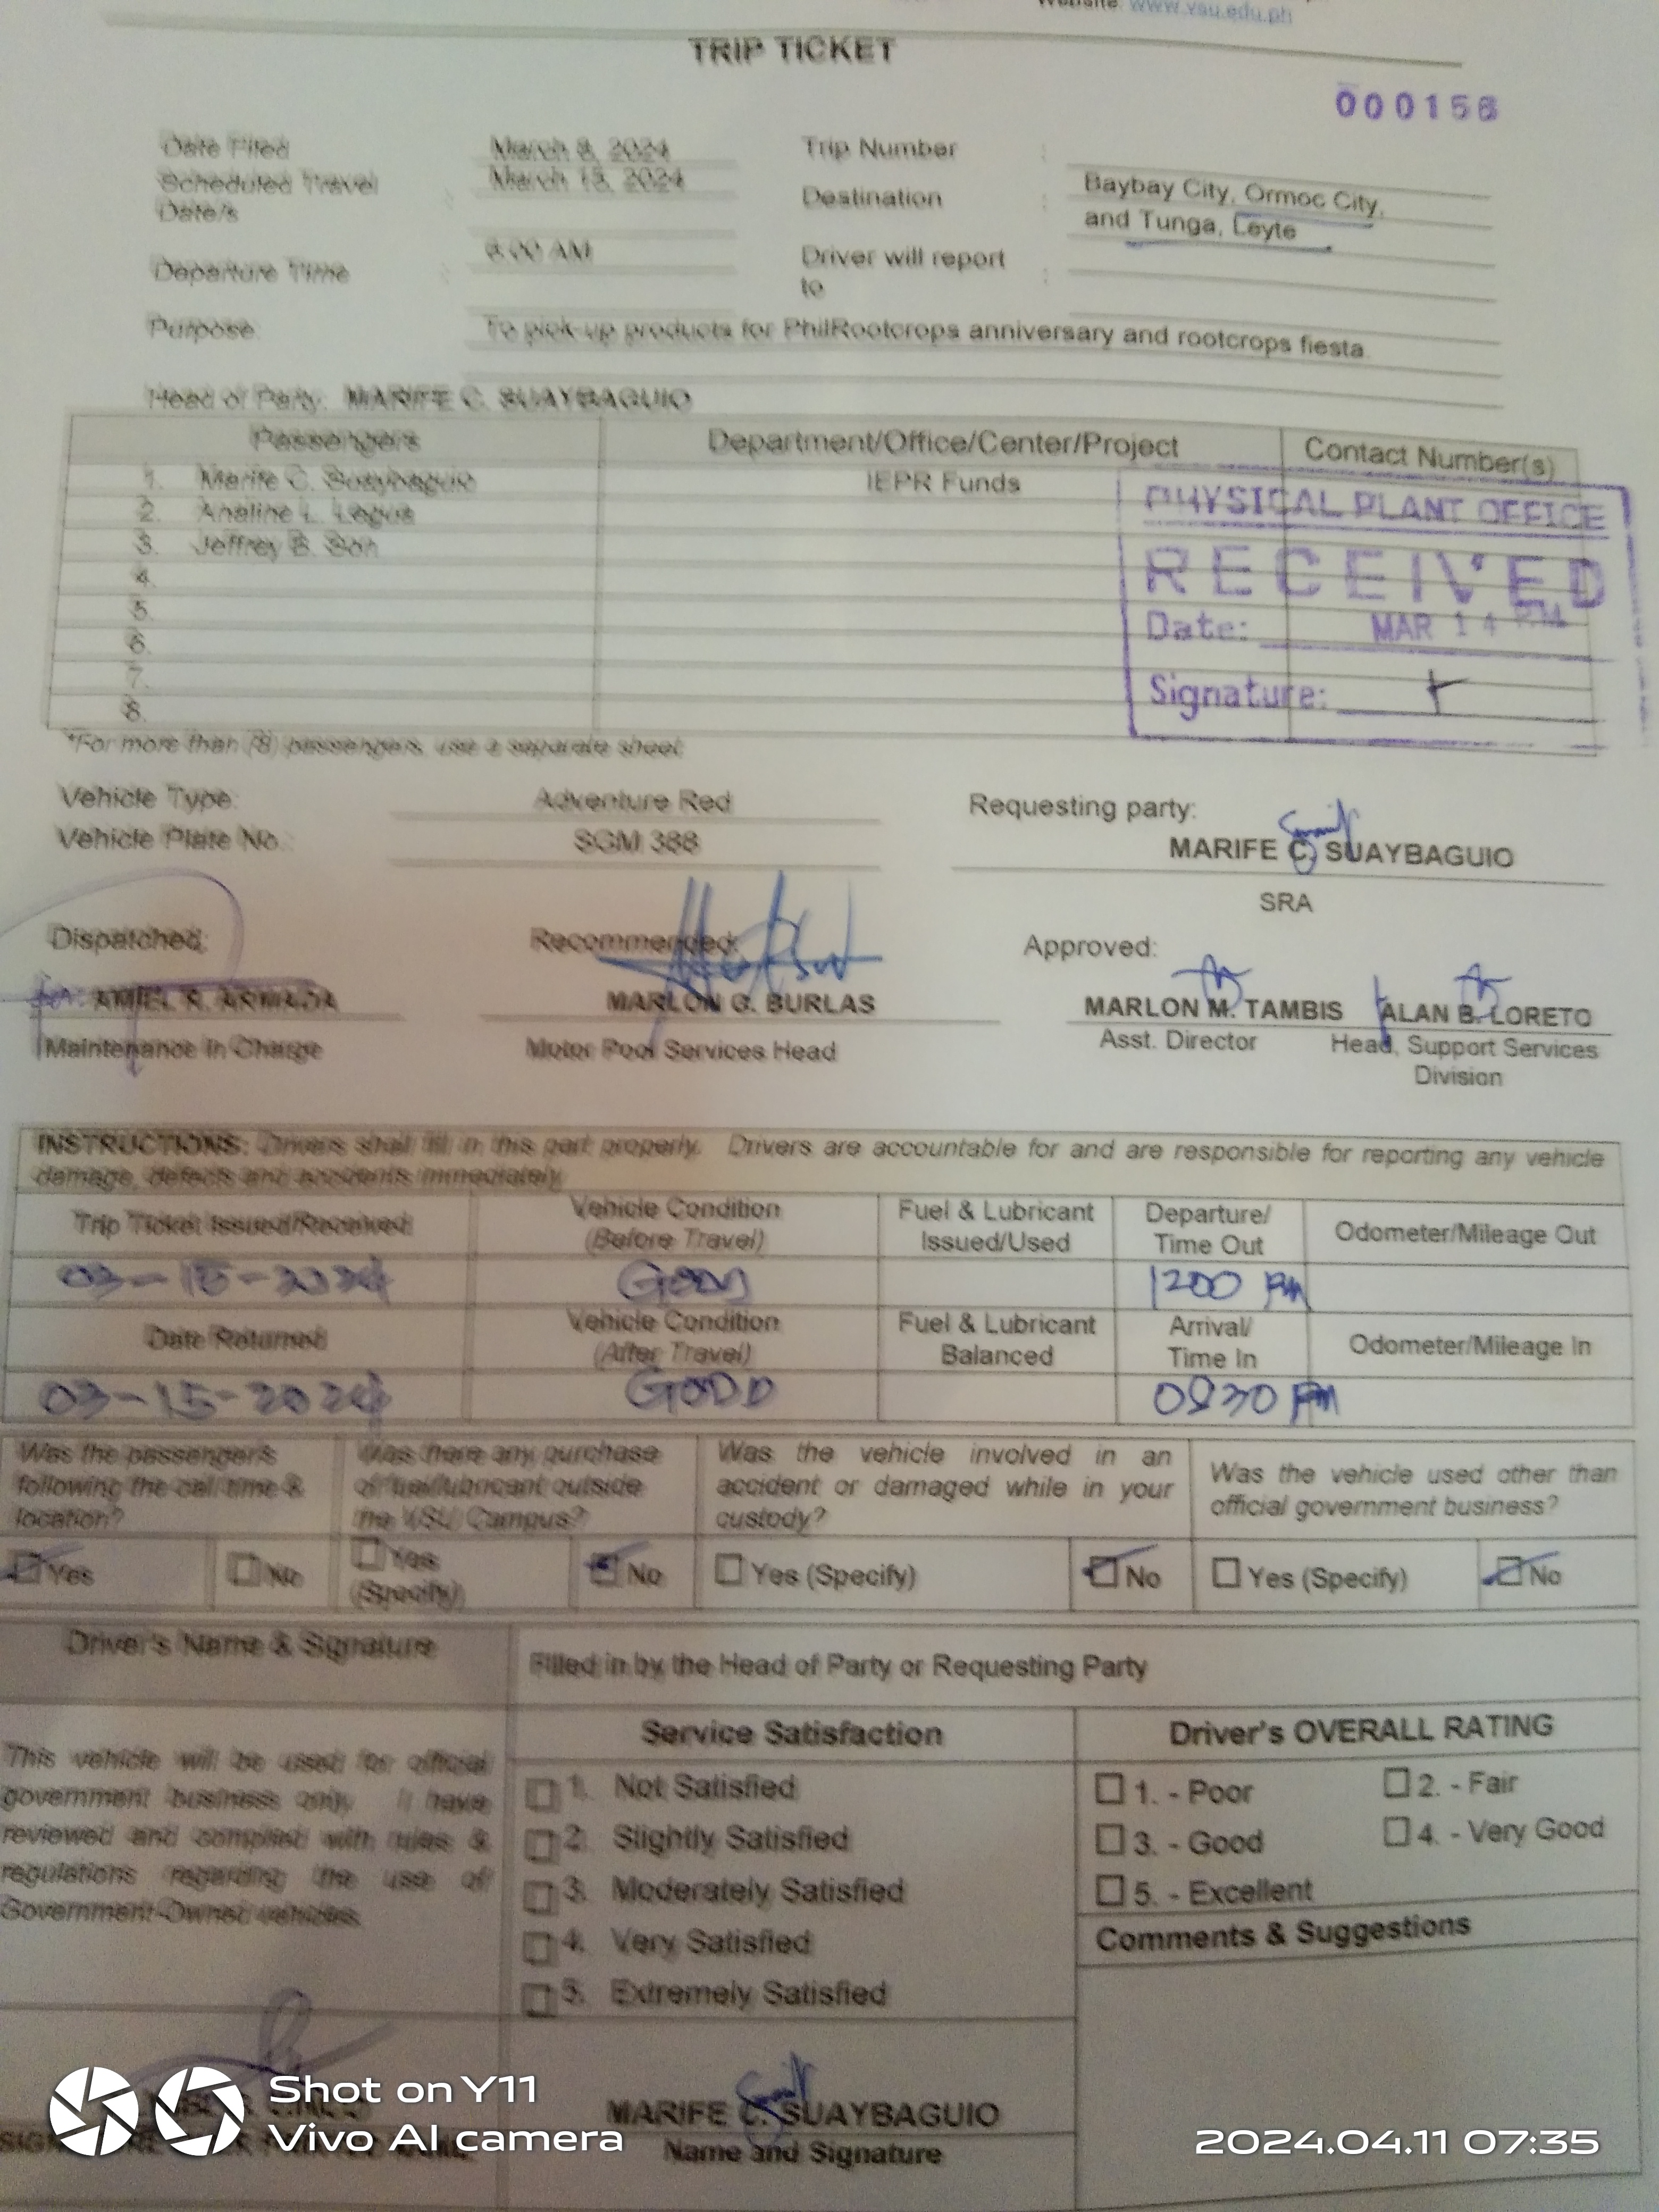 Website: www.vsu.edu.ph
TRIP TICKET
Date Filed March 8, 2024 Trip Number :
Scheduled Travel Date/s : March 15, 2024 Destination : Baybay City, Ormoc City,
and Tunga, Leyte
Departure Time : AM Driver will report to :
Purpose: To pick-up products for PhilRootcrops anniversary and rootcrops fiesta.
Head of Party: MARIFE C. SUAYBAGUIO
Passengers Department/Office/Center/Project Contact Number(s)
1. Marife C. Suaybaguio IEPR Funds
2. Analine L.
3. Jeffrey B.
4.
5.
6.
7.
8.
PHYSICAL PLANT OFFICE
RECEIVED
Date: MAR 14
Signature:
*For more than (8) passengers, use a separate sheet
Vehicle Type: Adventure Red Requesting party:
Vehicle Plate No.: 388 MARIFE C. SUAYBAGUIO
SRA
Dispatched: Recommended: Approved:
AMIEL R. ARMADA MARLON G. BURLAS MARLON M. TAMBIS ALAN B. LORETO
Maintenance In Charge Motor Pool Services Head Asst. Director Head, Support Services
Division
INSTRUCTIONS: Drivers shall fill in this part properly. Drivers are accountable for and are responsible for reporting any vehicle
damage, defects and accidents immediately.
Trip Ticket Issued/Received Vehicle Condition (Before Travel) Fuel & Lubricant Issued/Used Departure/ Time Out Odometer/Mileage Out
03-15-2024 GOOD 1200 PM
Date Returned Vehicle Condition (After Travel) Fuel & Lubricant Balanced Arrival/ Time In Odometer/Mileage In
03-15-2024 GOOD 0830 PM
Was the passenger/s following the call time & location?
Was there any purchase of fuel/lubricant outside the VSU Campus?
Was the vehicle involved in an accident or damaged while in your custody?
Was the vehicle used other than official government business?
Yes No Yes (Specify) No Yes (Specify) No Yes (Specify) No
Driver's Name & Signature Filled in by the Head of Party or Requesting Party
Service Satisfaction Driver's OVERALL RATING
This vehicle will be used for official
government business only. I have
reviewed and complied with rules &
regulations regarding the use of
Government-Owned vehicles.
1. Not Satisfied
2. Slightly Satisfied
3. Moderately Satisfied
4. Very Satisfied
5. Extremely Satisfied
1. - Poor 2. - Fair
3. - Good 4. - Very Good
5. - Excellent
Comments & Suggestions
MARIFE C. SUAYBAGUIO
Name and Signature
Shot on Y11
Vivo AI camera
2024.04.11 07:35